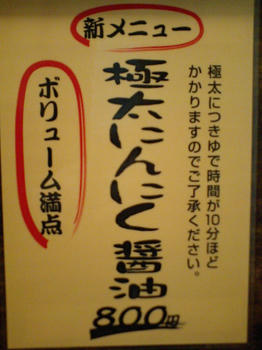 新メニュー
極太につきゆで時間が10分ほど
かかりますのでご了承ください。
極太にんにく醤油
800円
ボリューム満点